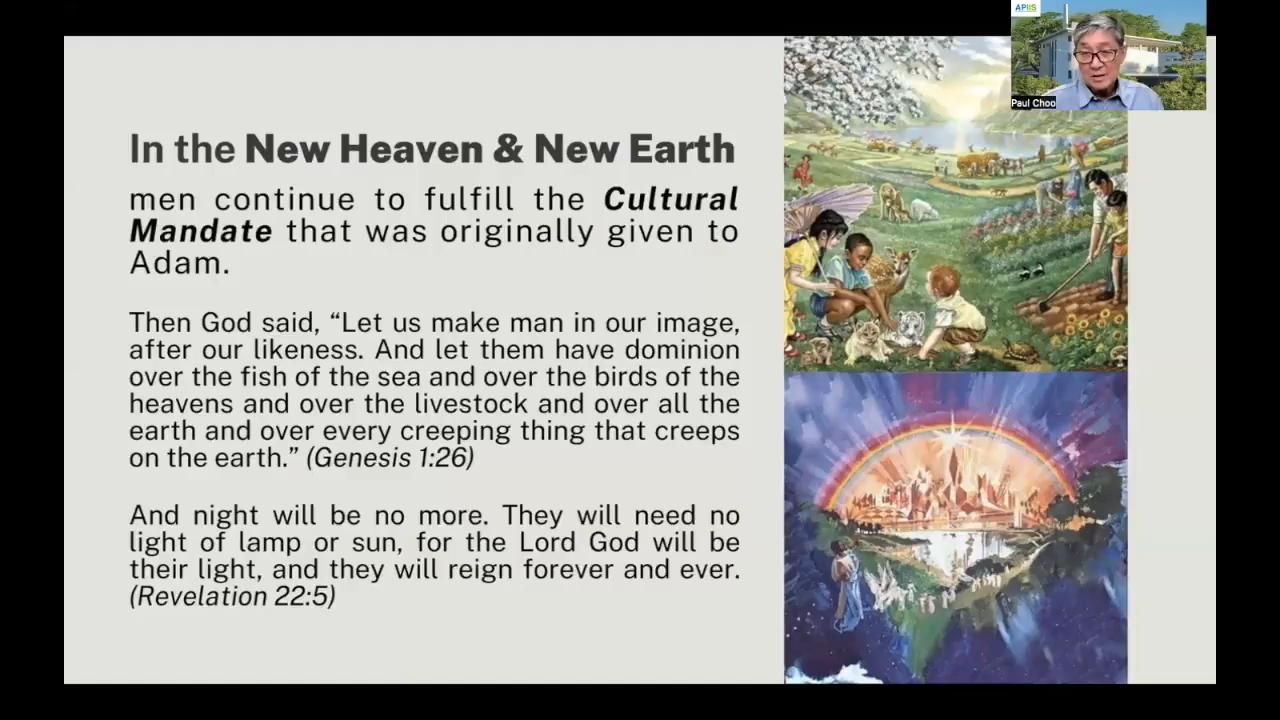 APIIS
Paul Choo
In the New Heaven & New Earth
men continue to fulfill the Cultural
Mandate that was originally given to
Adam.
Then God said, “Let us make man in our image,
after our likeness. And let them have dominion
over the fish of the sea and over the birds of the
heavens and over the livestock and over all the
earth and over every creeping thing that creeps
on the earth.” (Genesis 1:26)
And night will be no more. They will need no
light of lamp or sun, for the Lord God will be
their light, and they will reign forever and ever.
(Revelation 22:5)